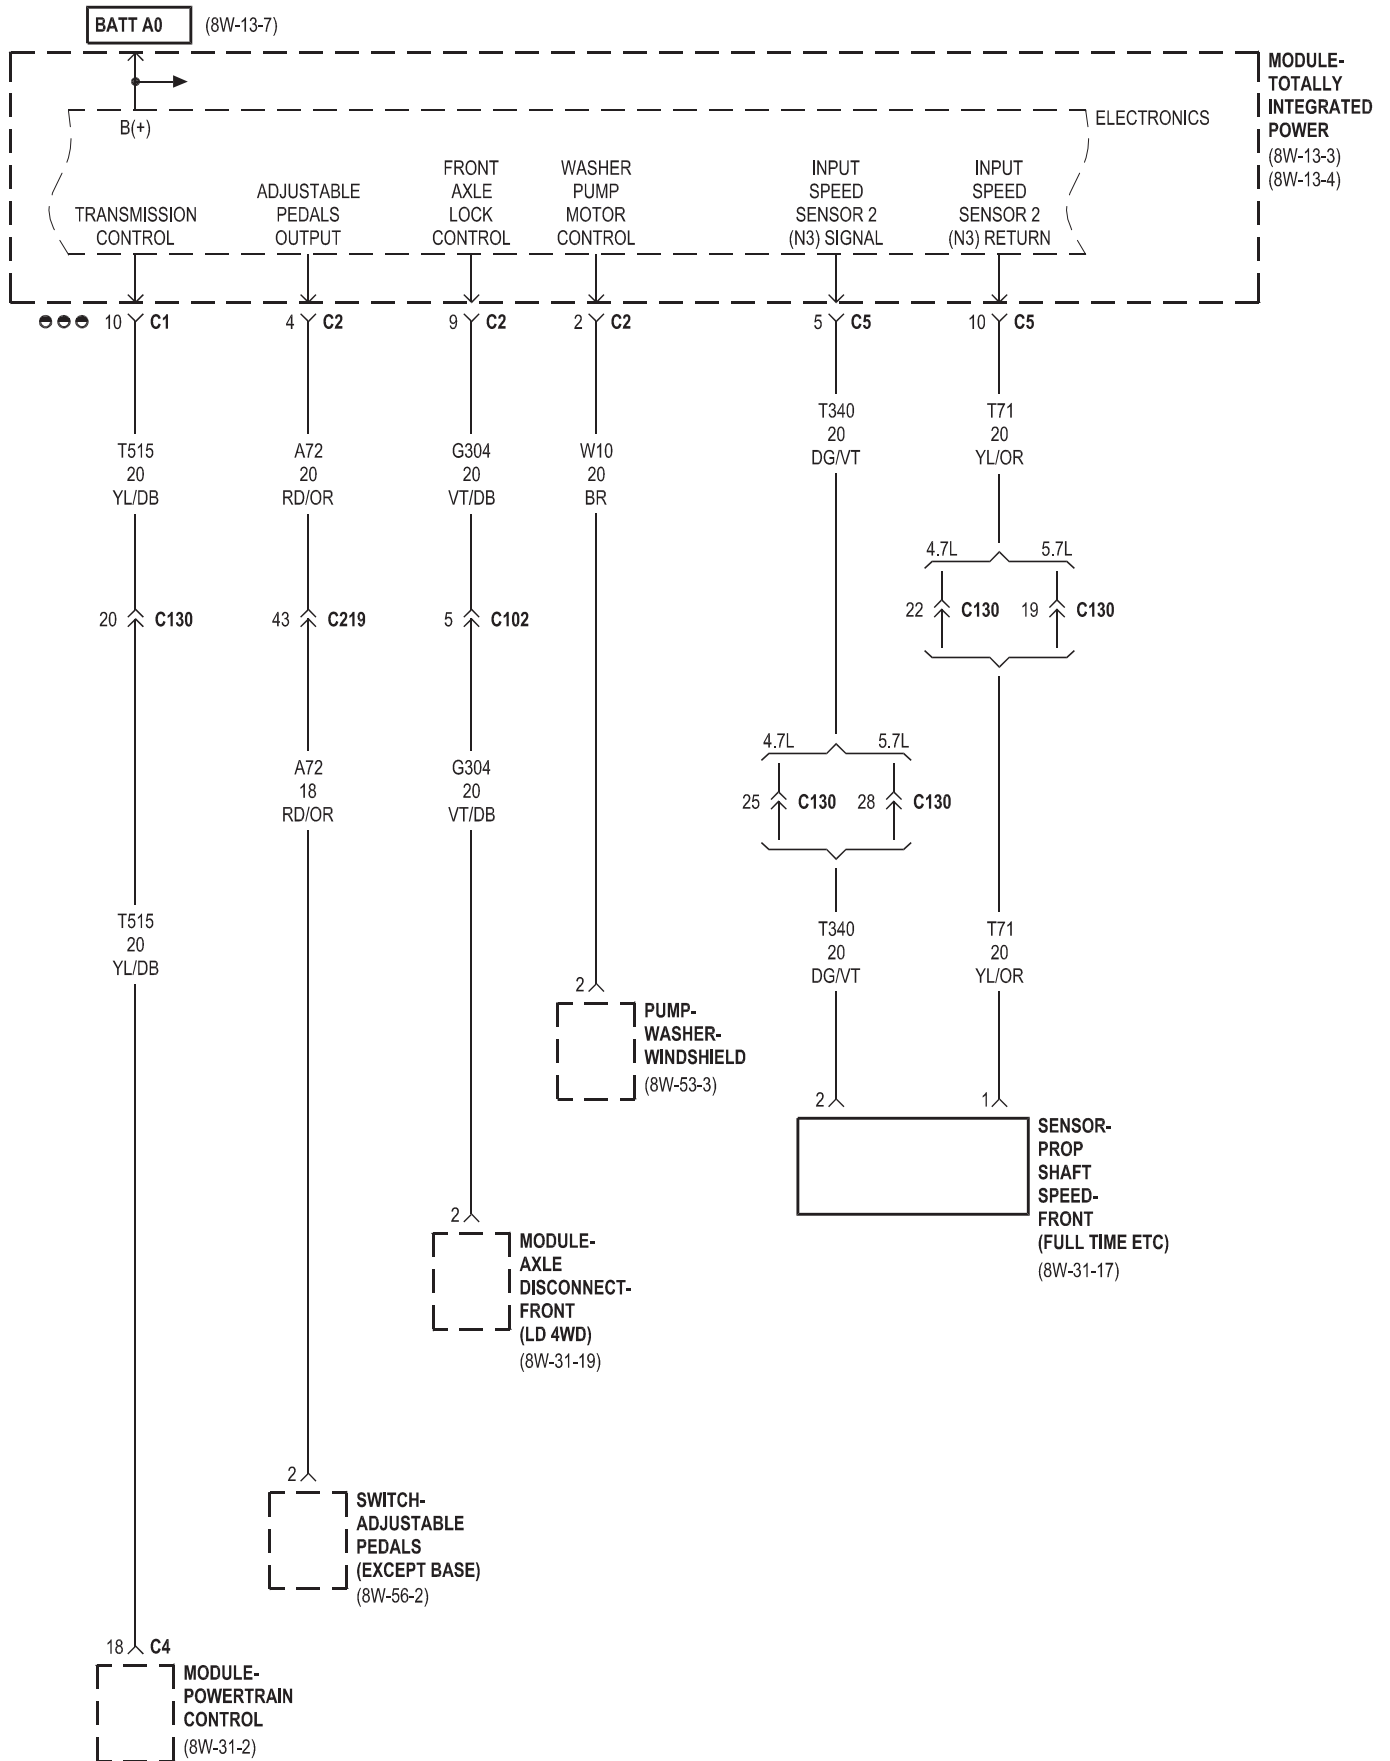 BATT A0 (8W-13-7)
MODULE-
TOTALLY
INTEGRATED
POWER
(8W-13-3)
(8W-13-4)
B(+)
ELECTRONICS
TRANSMISSION
CONTROL
ADJUSTABLE
PEDALS
OUTPUT
FRONT
AXLE
LOCK
CONTROL
WASHER
PUMP
MOTOR
CONTROL
INPUT
SPEED
SENSOR 2
(N3) SIGNAL
INPUT
SPEED
SENSOR 2
(N3) RETURN
10 C1
4 C2
9 C2
2 C2
5 C5
10 C5
T515
20
YL/DB
A72
20
RD/OR
G304
20
VT/DB
W10
20
BR
T340
20
DG/VT
T71
20
YL/OR
4.7L 5.7L
22 C130 19 C130
20 C130
43 C219
5 C102
4.7L 5.7L
25 C130 28 C130
A72
18
RD/OR
G304
20
VT/DB
T515
20
YL/DB
T340
20
DG/VT
T71
20
YL/OR
2
PUMP-
WASHER-
WINDSHIELD
(8W-53-3)
2 1
SENSOR-
PROP
SHAFT
SPEED-
FRONT
(FULL TIME ETC)
(8W-31-17)
2
MODULE-
AXLE
DISCONNECT-
FRONT
(LD 4WD)
(8W-31-19)
2
SWITCH-
ADJUSTABLE
PEDALS
(EXCEPT BASE)
(8W-56-2)
18 C4
MODULE-
POWERTRAIN
CONTROL
(8W-31-2)